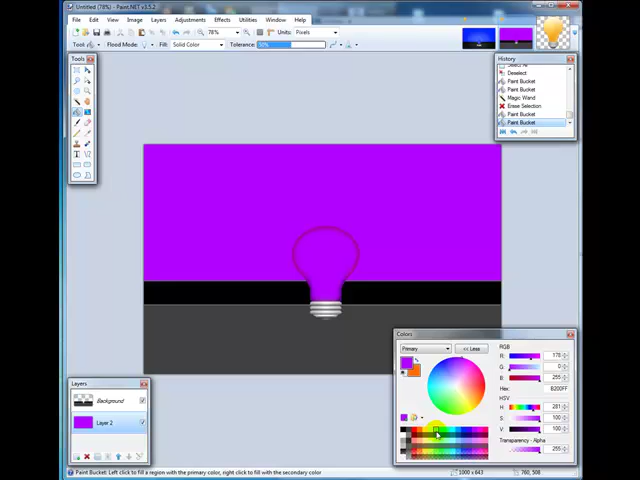 Untitled (78%) - Paint.NET v3.5.2
File Edit View Image Layers Adjustments Effects Utilities Window Help
78% Units: Pixels
Tool Flood Mode: Fill: Solid Color Tolerance: 50%
Tools
History
Select All
Deselect
Paint Bucket
Paint Bucket
Magic Wand
Erase Selection
Paint Bucket
Paint Bucket
Colors
Primary << Less
RGB
R: 178
G: 0
B: 255
Hex: B200FF
HSV
H: 281
S: 100
V: 100
Transparency - Alpha
255
Layers
Background
Layer 2
Paint Bucket: Left click to fill a region with the primary color, right click to fill with the secondary color
1000 x 643
760, 508